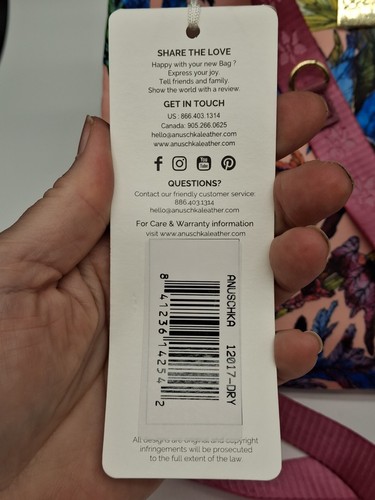 SHARE THE LOVE
Happy with your new Bag ?
Express your joy.
Tell friends and family.
Show the world with a review.
GET IN TOUCH
US : 866.403.1314
Canada: 905.266.0625
hello@anuschkaleather.com
www.anuschkaleather.com
You Tube
QUESTIONS?
Contact our friendly customer service:
886.403.1314
hello@anuschkaleather.com
For Care & Warranty information
visit www.anuschkaleather.com
ANUSCHKA 12017-DRY
8 41236 14254 2
All designs are original and copyright
infringements will be prosecuted
to the full extent of the law